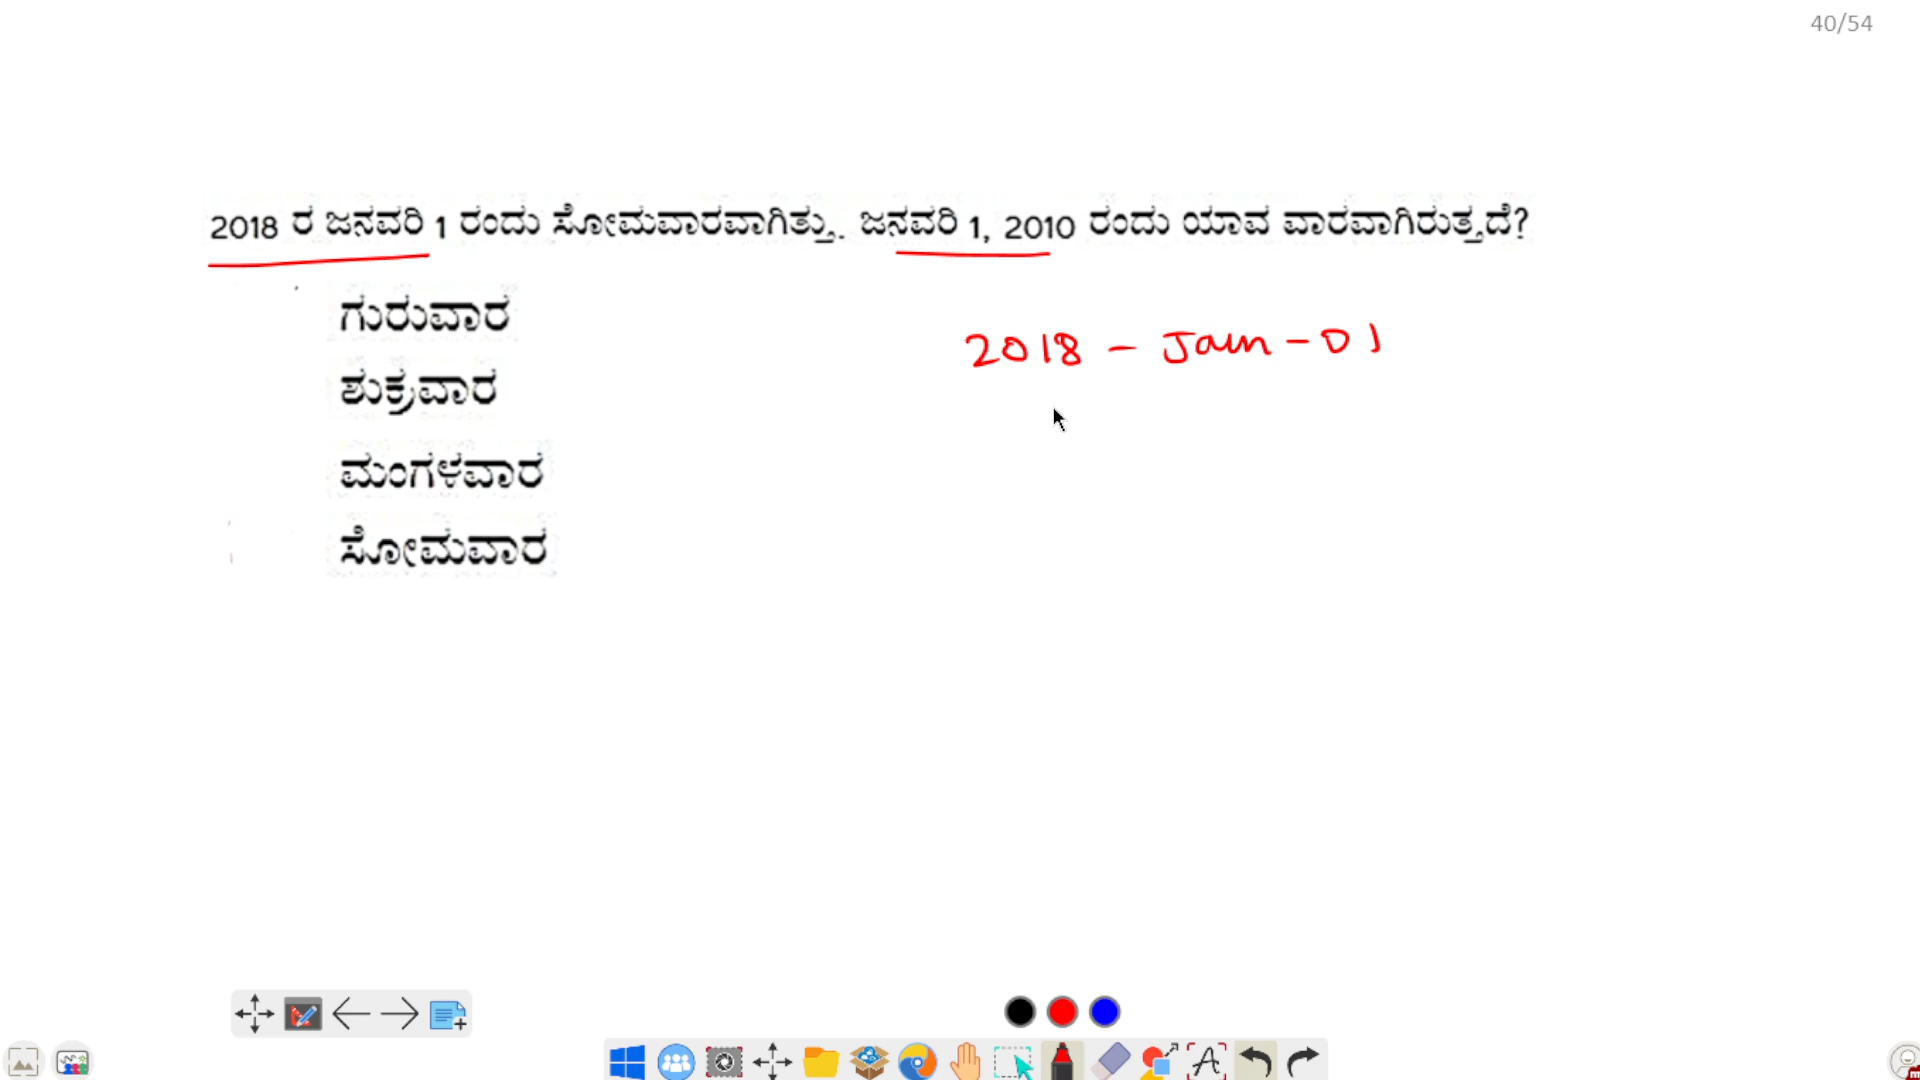 40/54
2018 ರ ಜನವರಿ 1 ರಂದು ಸೋಮವಾರವಾಗಿತ್ತು. ಜನವರಿ 1, 2010 ರಂದು ಯಾವ ವಾರವಾಗಿರುತ್ತದೆ?
ಗುರುವಾರ
2018 - Jan - 01
ಶುಕ್ರವಾರ
ಮಂಗಳವಾರ
ಸೋಮವಾರ